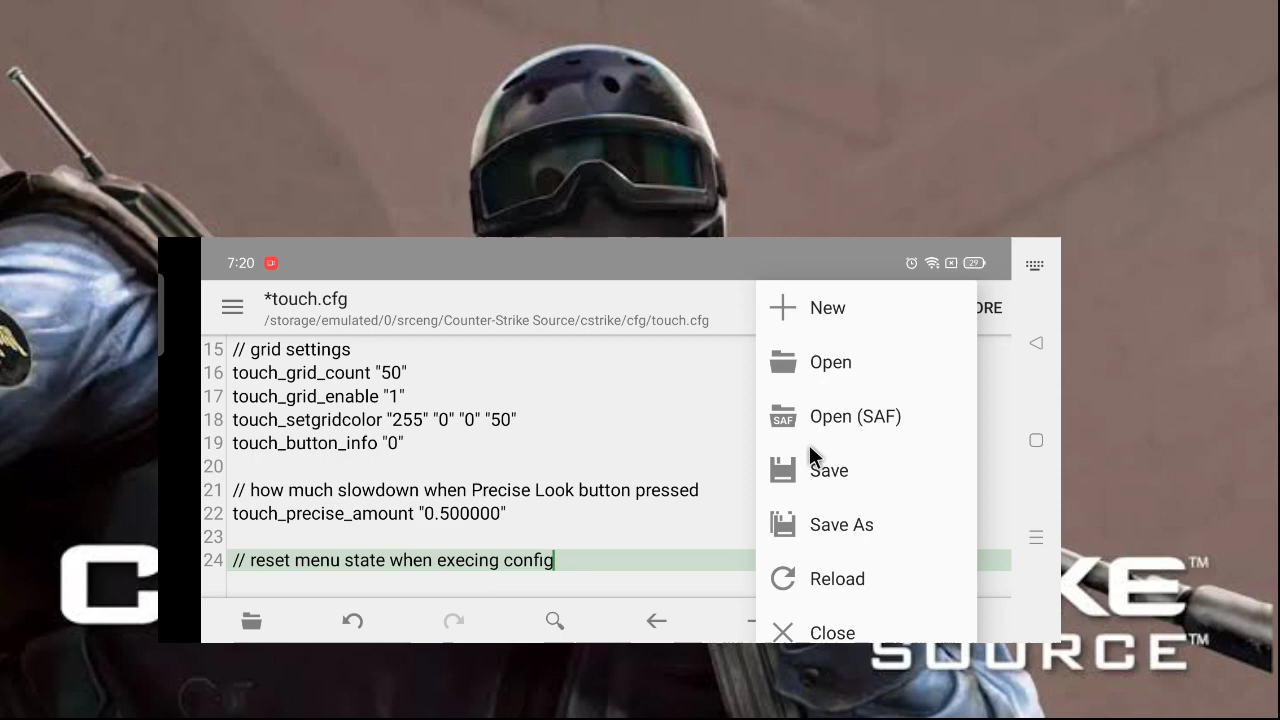 7:20
29
*touch.cfg
/storage/emulated/0/srceng/Counter-Strike Source/cstrike/cfg/touch.cfg
ORE
15 // grid settings
16 touch_grid_count "50"
17 touch_grid_enable "1"
18 touch_setgridcolor "255" "0" "0" "50"
19 touch_button_info "0"
20
21 // how much slowdown when Precise Look button pressed
22 touch_precise_amount "0.500000"
23
24 // reset menu state when execing config
New
Open
SAF Open (SAF)
Save
Save As
Reload
Close
C KE™
SOURCE™